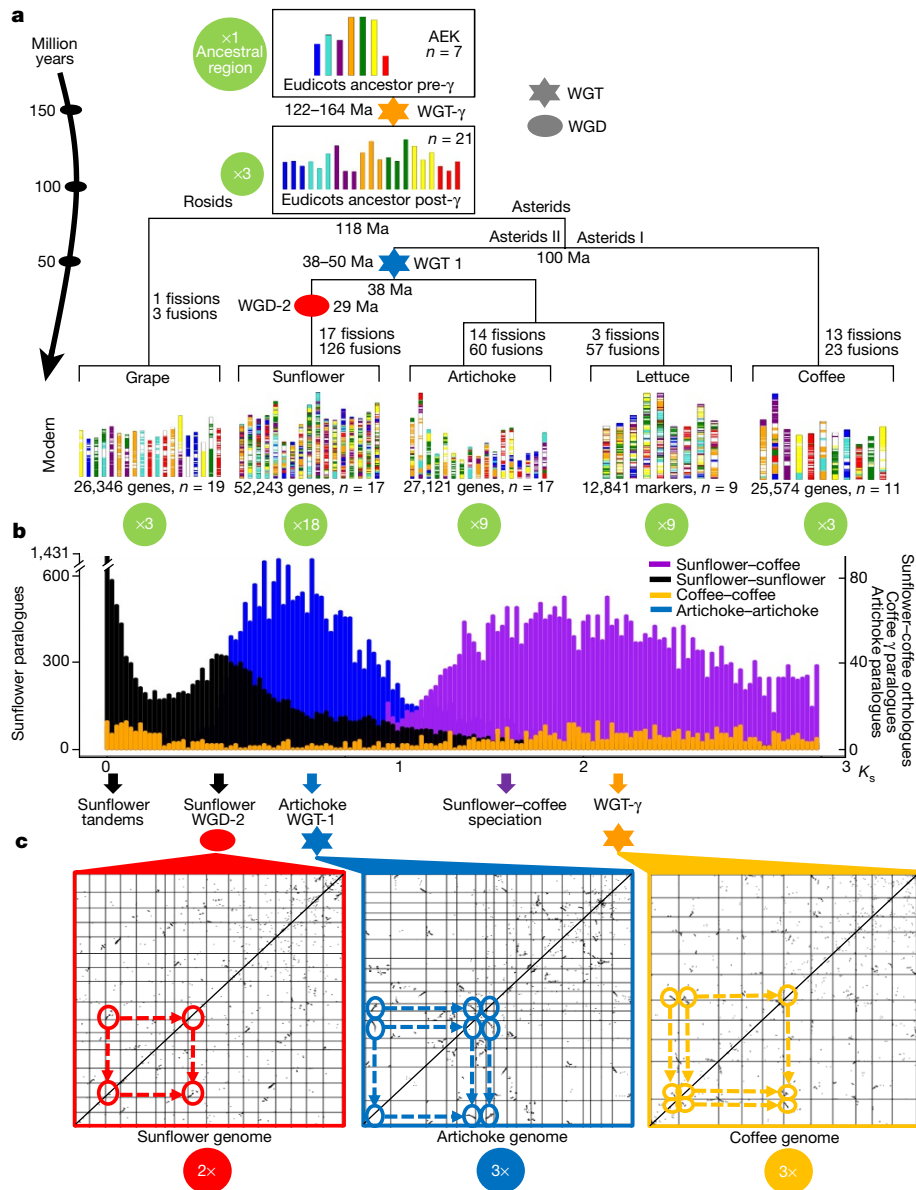 a
Million
years
150
100
50
Modern
×1
Ancestral
region
AEK
n = 7
Eudicots ancestor pre-γ
122–164 Ma
WGT-γ
WGT
WGD
×3
n = 21
Eudicots ancestor post-γ
Rosids
Asterids
118 Ma
Asterids II
Asterids I
100 Ma
38–50 Ma
WGT 1
38 Ma
WGD-2
29 Ma
1 fissions
3 fusions
17 fissions
126 fusions
14 fissions
60 fusions
3 fissions
57 fusions
13 fissions
23 fusions
Grape
Sunflower
Artichoke
Lettuce
Coffee
26,346 genes, n = 19
52,243 genes, n = 17
27,121 genes, n = 17
12,841 markers, n = 9
25,574 genes, n = 11
×3
×18
×9
×9
×3
b
1,431
600
300
0
Sunflower paralogues
Sunflower–coffee
Sunflower–sunflower
Coffee–coffee
Artichoke–artichoke
80
40
0
Sunflower–coffee orthologues
Coffee γ paralogues
Artichoke paralogues
0
1
2
3
Ks
Sunflower
tandems
Sunflower
WGD-2
Artichoke
WGT-1
Sunflower–coffee
speciation
WGT-γ
c
Sunflower genome
Artichoke genome
Coffee genome
2×
3×
3×